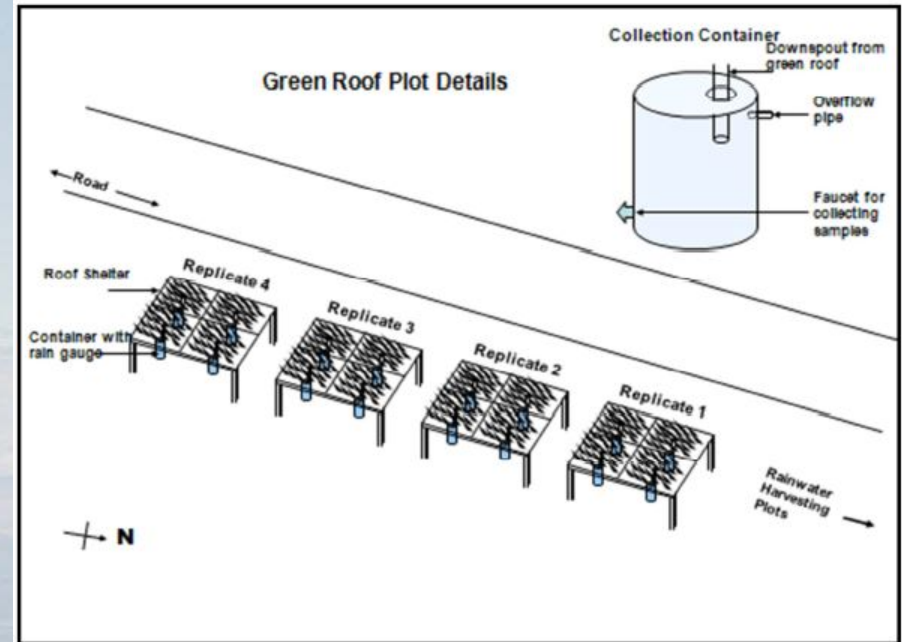 Collection Container
Downspout from
green roof
Green Roof Plot Details
Overflow
pipe
Road
Faucet for
collecting
samples
Roof Shelter
Replicate 4
Container with
rain gauge
Replicate 3
Replicate 2
Replicate 1
Rainwater
Harvesting
Plots
N